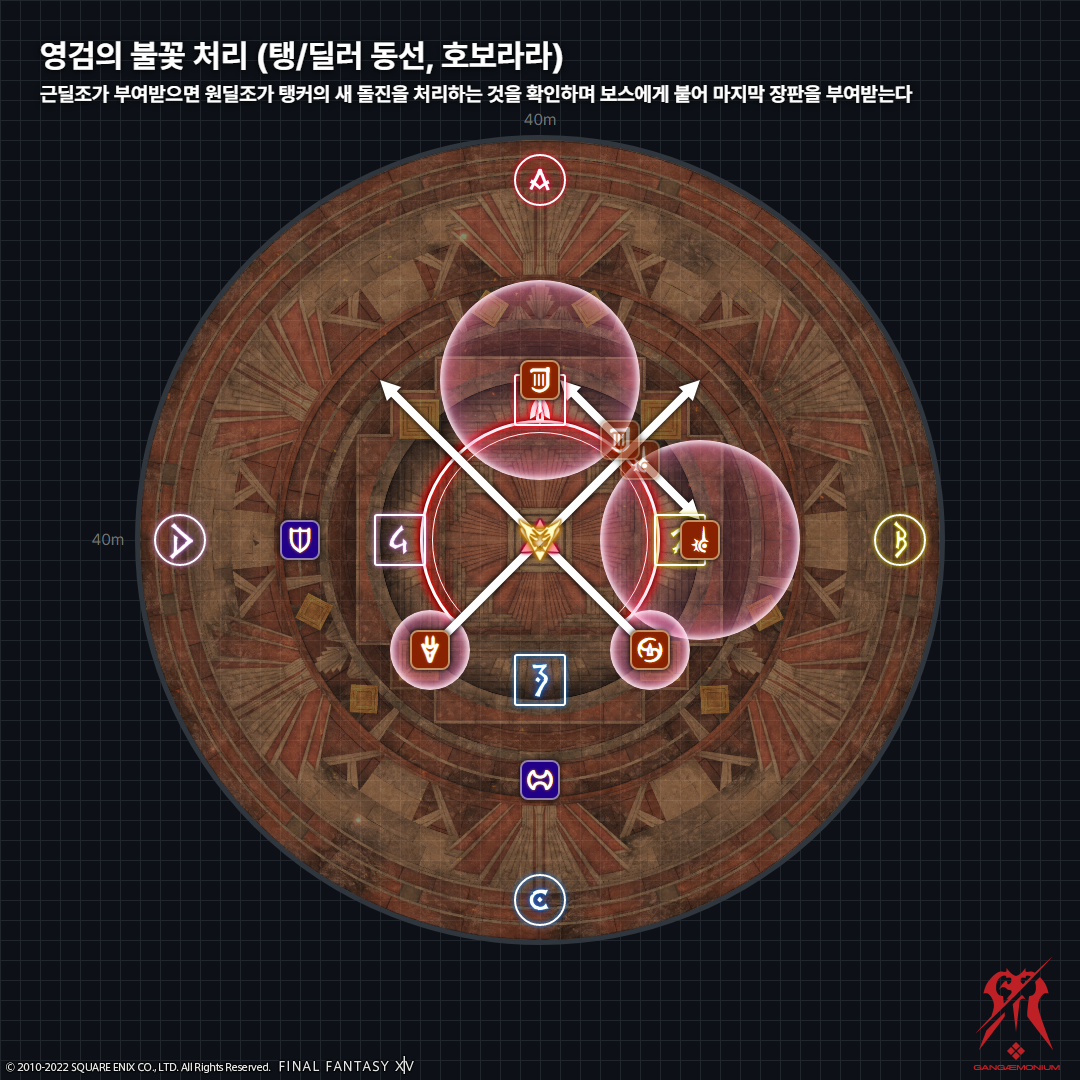 영검의 불꽃 처리 (탱/딜러 동선, 호보라라)
근딜조가 부여받으면 원딜조가 탱커의 새 돌진을 처리하는 것을 확인하며 보스에게 붙어 마지막 장판을 부여받는다
40m
A
40m
D
4
B
3
C
© 2010-2022 SQUARE ENIX CO., LTD. All Rights Reserved. FINAL FANTASY XIV
GANGÆMONIUM